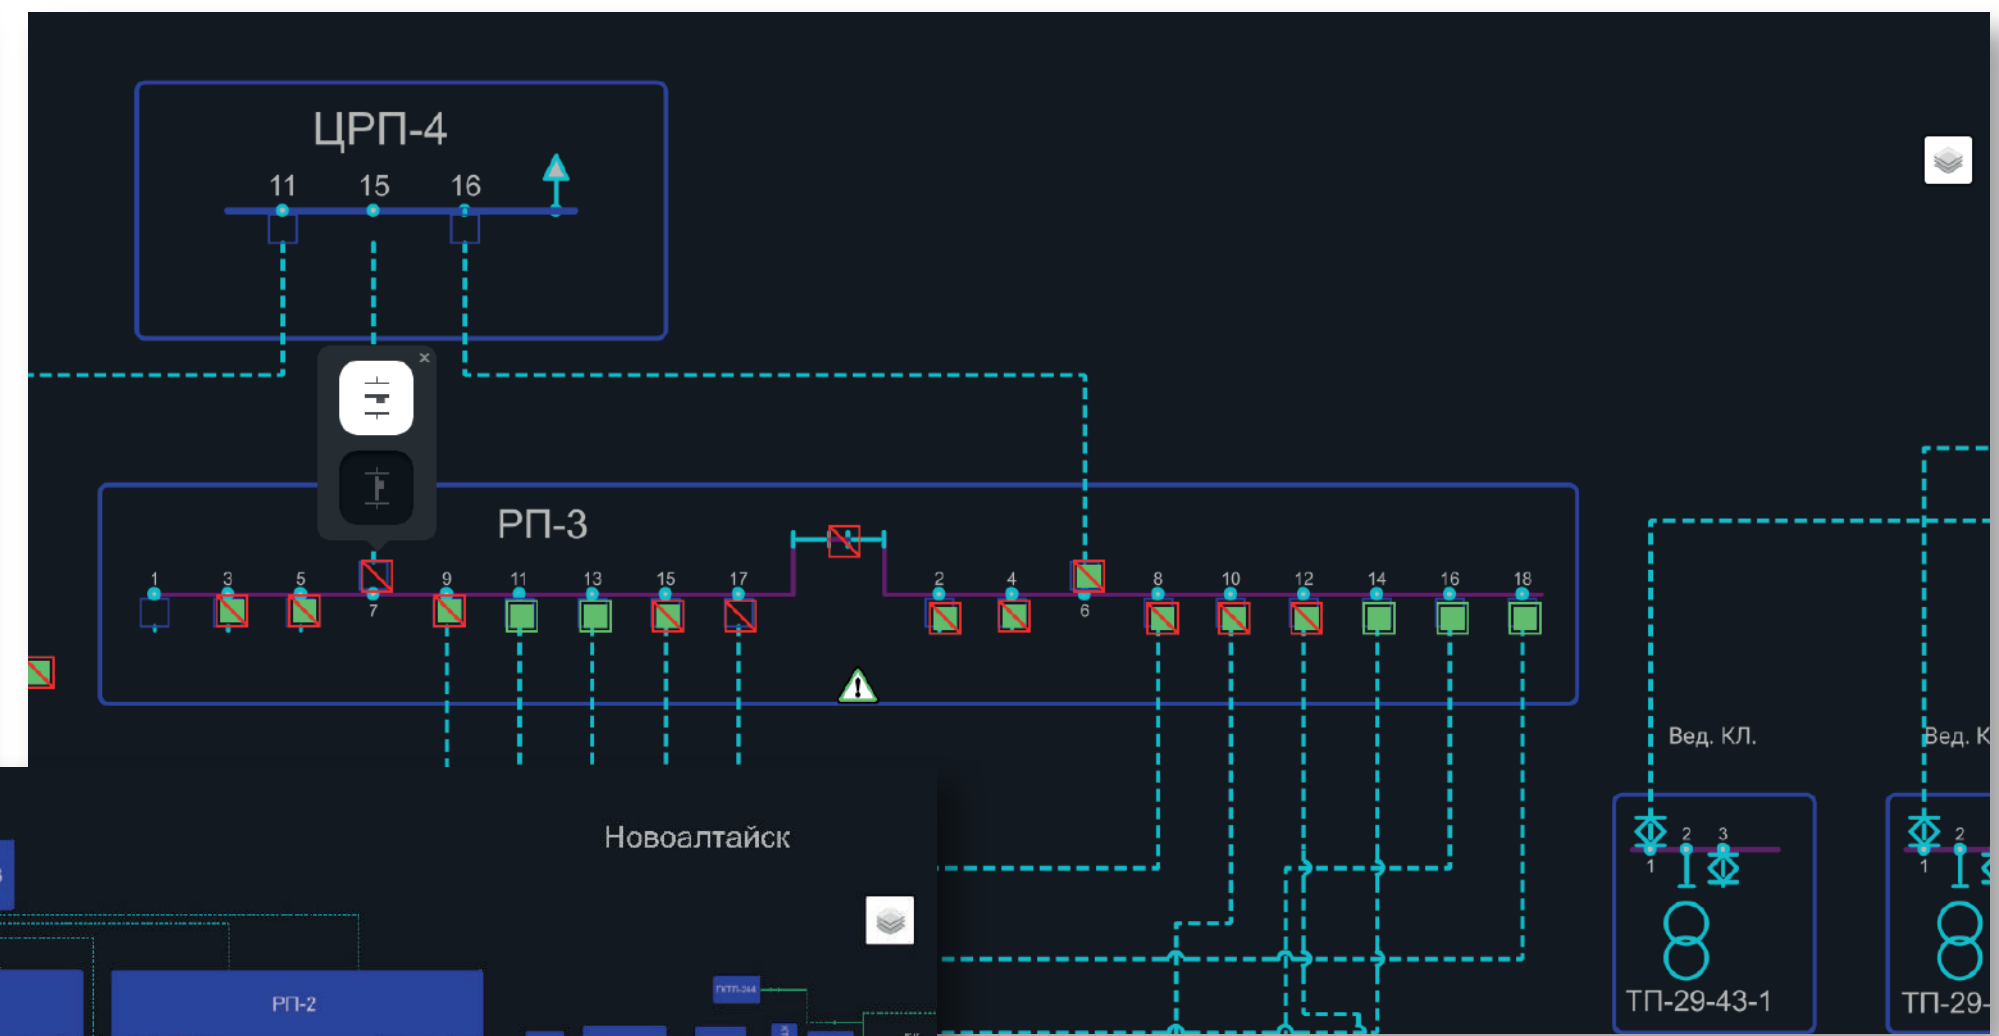 ЦРП-4
11 15 16
×
РП-3
1 3 5 9 11 13 15 17 2 4 8 10 12 14 16 18
7 6
Вед. КЛ.
Вед. К
Новоалтайск
2 3
2
1
1
РП-2
ГКТП-244
ТП-29-43-1
ТП-29-